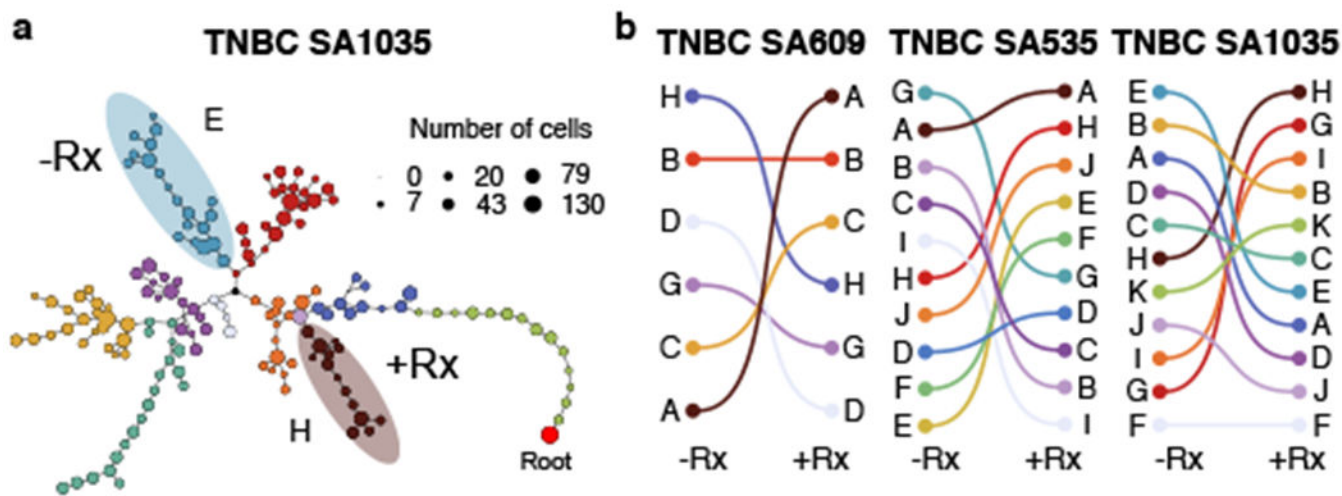 a
TNBC SA1035
E
-Rx
Number of cells
0 20 79
7 43 130
+Rx
H
Root
b
TNBC SA609 TNBC SA535 TNBC SA1035
H A
B B
D C
G H
C G
A D
-Rx +Rx
G A
A H
B J
C E
I F
H G
J D
D C
F B
E I
-Rx +Rx
E H
B G
A I
D B
C K
H C
K E
J A
I D
G J
F F
-Rx +Rx